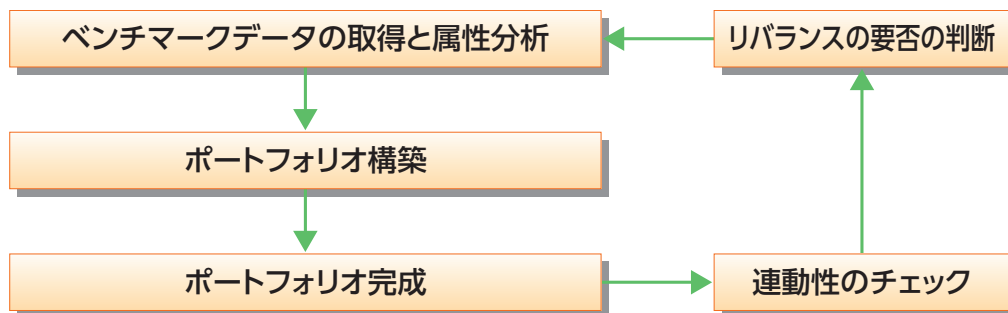 ベンチマークデータの取得と属性分析
リバランスの要否の判断
ポートフォリオ構築
ポートフォリオ完成
連動性のチェック